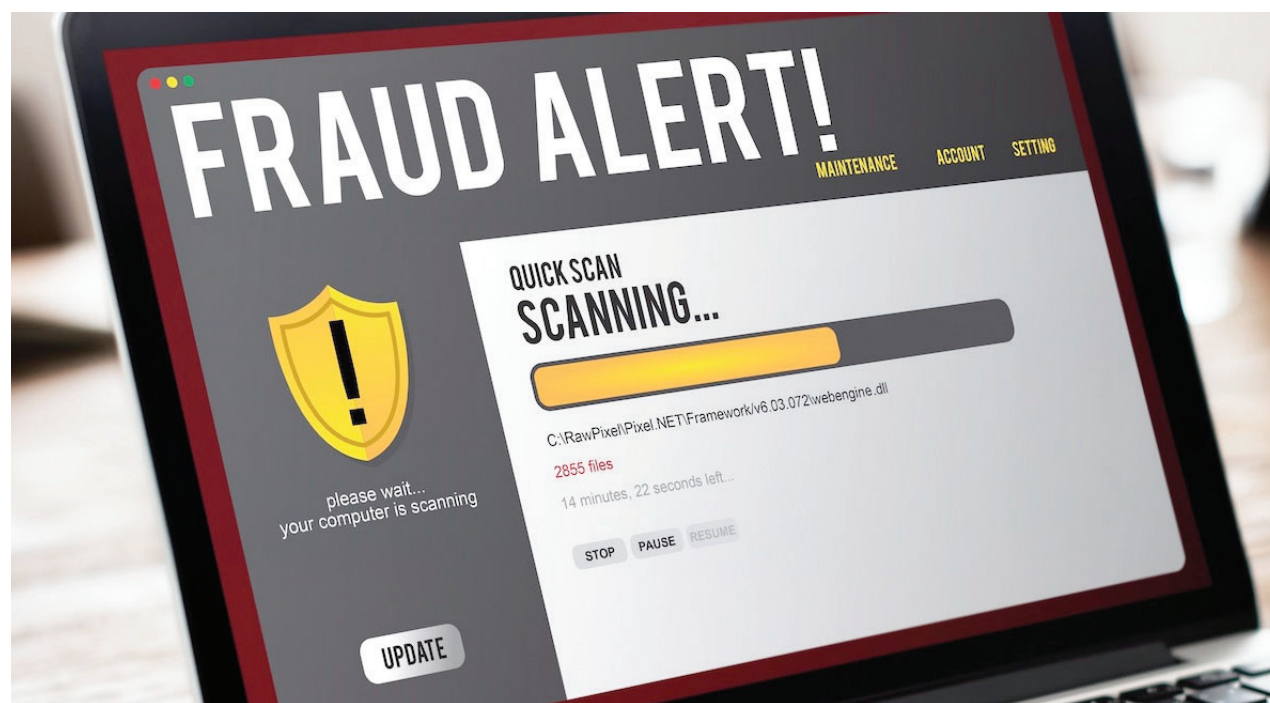 FRAUD ALERT!
MAINTENANCE ACCOUNT SETTING
QUICK SCAN
SCANNING...
C:\RawPixel\Pixel.NET\Framework/v6.03.072\webengine.dll
2855 files
14 minutes, 22 seconds left...
STOP PAUSE RESUME
please wait...
your computer is scanning
UPDATE